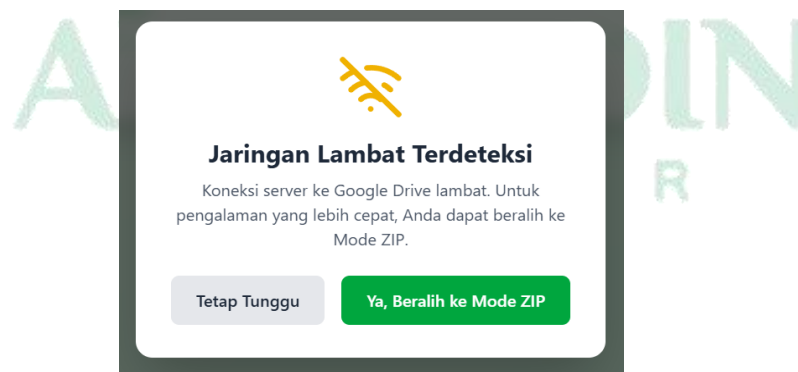 Jaringan Lambat Terdeteksi
Koneksi server ke Google Drive lambat. Untuk
pengalaman yang lebih cepat, Anda dapat beralih ke
Mode ZIP.
Tetap Tunggu
Ya, Beralih ke Mode ZIP